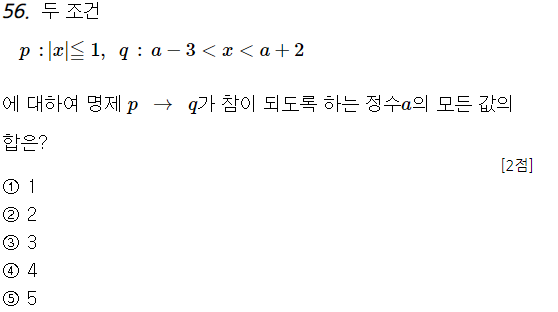 56. 두 조건
p : |x| ≦ 1, q : a − 3 < x < a + 2
에 대하여 명제 p → q가 참이 되도록 하는 정수a의 모든 값의
합은?
[2점]
① 1
② 2
③ 3
④ 4
⑤ 5